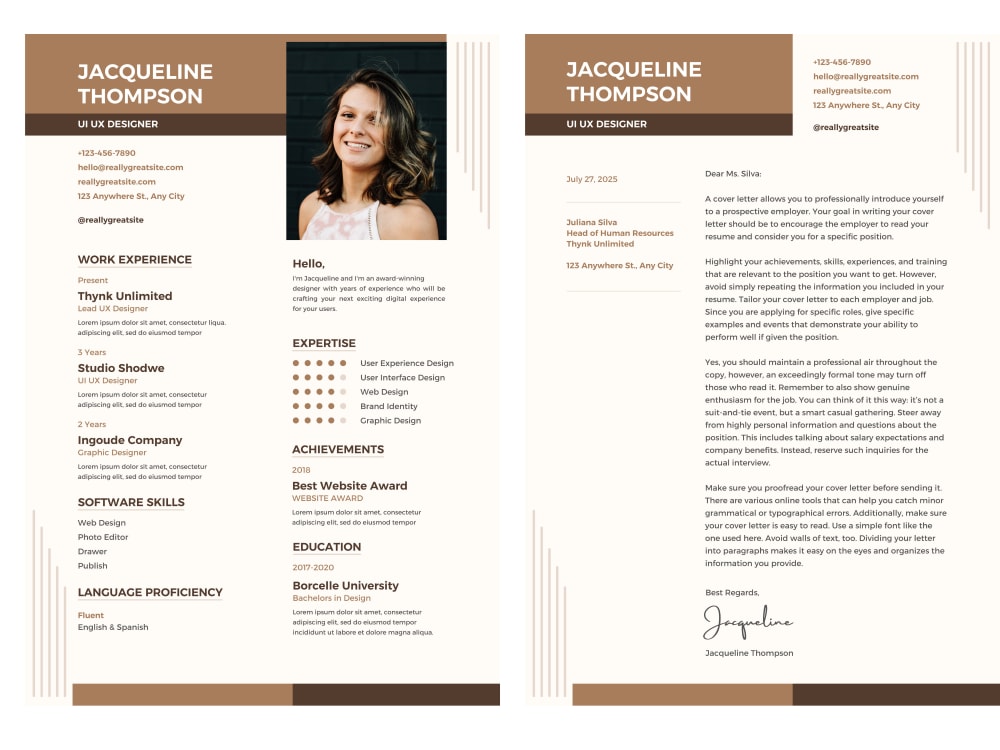 JACQUELINE
THOMPSON
UI UX DESIGNER
+123-456-7890
hello@reallygreatsite.com
reallygreatsite.com
123 Anywhere St., Any City
@reallygreatsite
WORK EXPERIENCE
Present
Thynk Unlimited
Lead UX Designer
Lorem ipsum dolor sit amet, consectetur liqua.
adipiscing elit, sed do eiusmod tempor
3 Years
Studio Shodwe
UI UX Designer
Lorem ipsum dolor sit amet, consectetur
adipiscing elit, sed do eiusmod tempor
2 Years
Ingoude Company
Graphic Designer
Lorem ipsum dolor sit amet, consectetur
adipiscing elit, sed do eiusmod tempor
SOFTWARE SKILLS
Web Design
Photo Editor
Drawer
Publish
LANGUAGE PROFICIENCY
Fluent
English & Spanish
Hello,
I'm Jacqueline and I'm an award-winning
designer with years of experience who will be
crafting your next exciting digital experience
for your users.
EXPERTISE
User Experience Design
User Interface Design
Web Design
Brand Identity
Graphic Design
ACHIEVEMENTS
2018
Best Website Award
WEBSITE AWARD
Lorem ipsum dolor sit amet, consectetur
adipiscing elit, sed do eiusmod tempor
EDUCATION
2017-2020
Borcelle University
Bachelors in Design
Lorem ipsum dolor sit amet, consectetur
adipiscing elit, sed do eiusmod tempor
incididunt ut labore et dolore magna aliqua.
JACQUELINE
THOMPSON
UI UX DESIGNER
+123-456-7890
hello@reallygreatsite.com
reallygreatsite.com
123 Anywhere St., Any City
@reallygreatsite
July 27, 2025
Juliana Silva
Head of Human Resources
Thynk Unlimited
123 Anywhere St., Any City
Dear Ms. Silva:
A cover letter allows you to professionally introduce yourself
to a prospective employer. Your goal in writing your cover
letter should be to encourage the employer to read your
resume and consider you for a specific position.
Highlight your achievements, skills, experiences, and training
that are relevant to the position you want to get. However,
avoid simply repeating the information you included in your
resume. Tailor your cover letter to each employer and job.
Since you are applying for specific roles, give specific
examples and events that demonstrate your ability to
perform well if given the position.
Yes, you should maintain a professional air throughout the
copy, however, an exceedingly formal tone may turn off
those who read it. Remember to also show genuine
enthusiasm for the job. You can think of it this way: it's not a
suit-and-tie event, but a smart casual gathering. Steer away
from highly personal information and questions about the
position. This includes talking about salary expectations and
company benefits. Instead, reserve such inquiries for the
actual interview.
Make sure you proofread your cover letter before sending it.
There are various online tools that can help you catch minor
grammatical or typographical errors. Additionally, make sure
your cover letter is easy to read. Use a simple font like the
one used here. Avoid walls of text, too. Dividing your letter
into paragraphs makes it easy on the eyes and organizes the
information you provide.
Best Regards,
Jacqueline
Jacqueline Thompson